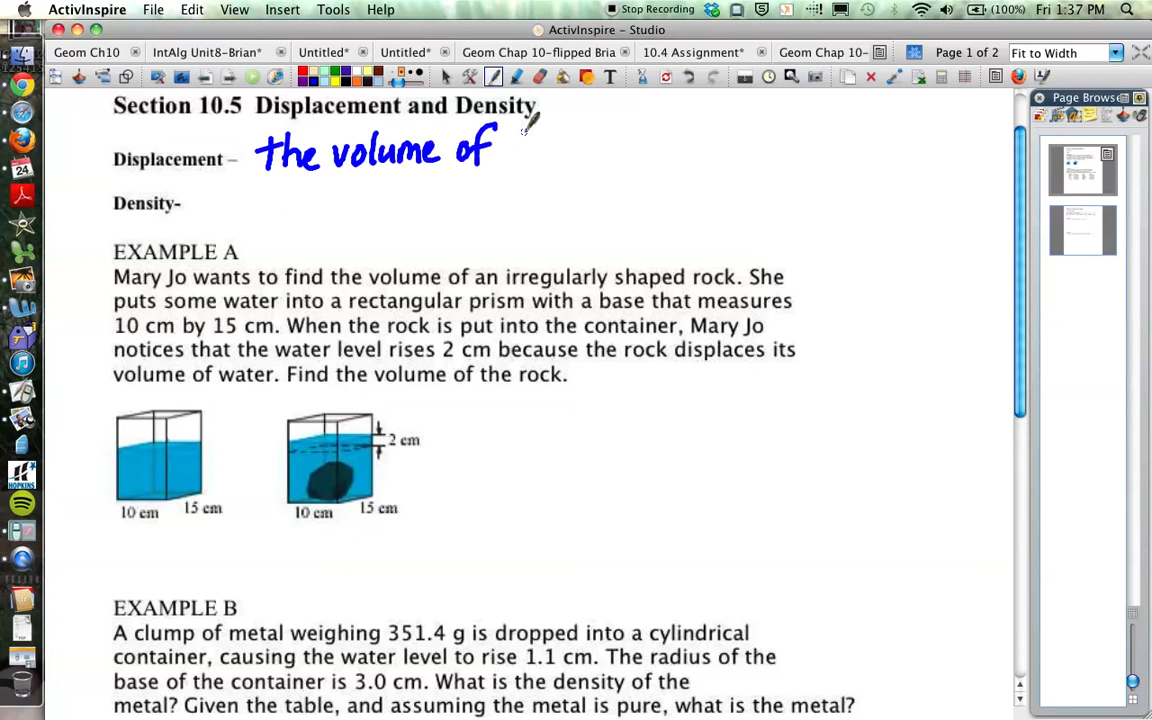 ActivInspire File Edit View Insert Tools Help Stop Recording (100%) Fri 1:37 PM
ActivInspire - Studio
Geom Ch10 IntAlg Unit8-Brian* Untitled* Untitled* Geom Chap 10-flipped Bria 10.4 Assignment* Geom Chap 10- Page 1 of 2 Fit to Width
Section 10.5 Displacement and Density
Page Brows
Displacement – the volume of
Density-
EXAMPLE A
Mary Jo wants to find the volume of an irregularly shaped rock. She
puts some water into a rectangular prism with a base that measures
10 cm by 15 cm. When the rock is put into the container, Mary Jo
notices that the water level rises 2 cm because the rock displaces its
volume of water. Find the volume of the rock.
2 cm
10 cm 15 cm 10 cm 15 cm
EXAMPLE B
A clump of metal weighing 351.4 g is dropped into a cylindrical
container, causing the water level to rise 1.1 cm. The radius of the
base of the container is 3.0 cm. What is the density of the
metal? Given the table, and assuming the metal is pure, what is the metal?
24
HOPKINS